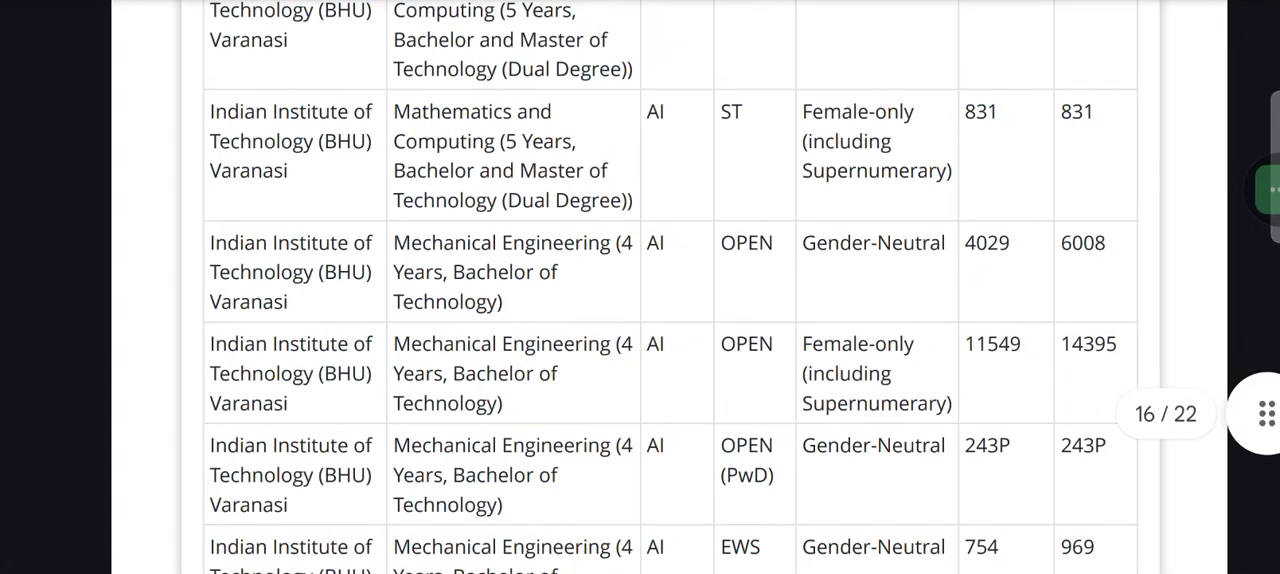 Technology (BHU) Computing (5 Years,
Varanasi Bachelor and Master of
Technology (Dual Degree))
Indian Institute of Mathematics and AI ST Female-only 831 831
Technology (BHU) Computing (5 Years, (including
Varanasi Bachelor and Master of Supernumerary)
Technology (Dual Degree))
Indian Institute of Mechanical Engineering (4 AI OPEN Gender-Neutral 4029 6008
Technology (BHU) Years, Bachelor of
Varanasi Technology)
Indian Institute of Mechanical Engineering (4 AI OPEN Female-only 11549 14395
Technology (BHU) Years, Bachelor of (including
Varanasi Technology) Supernumerary)
16 / 22
Indian Institute of Mechanical Engineering (4 AI OPEN Gender-Neutral 243P 243P
Technology (BHU) Years, Bachelor of (PwD)
Varanasi Technology)
Indian Institute of Mechanical Engineering (4 AI EWS Gender-Neutral 754 969
Technology (BHU) Years, Bachelor of